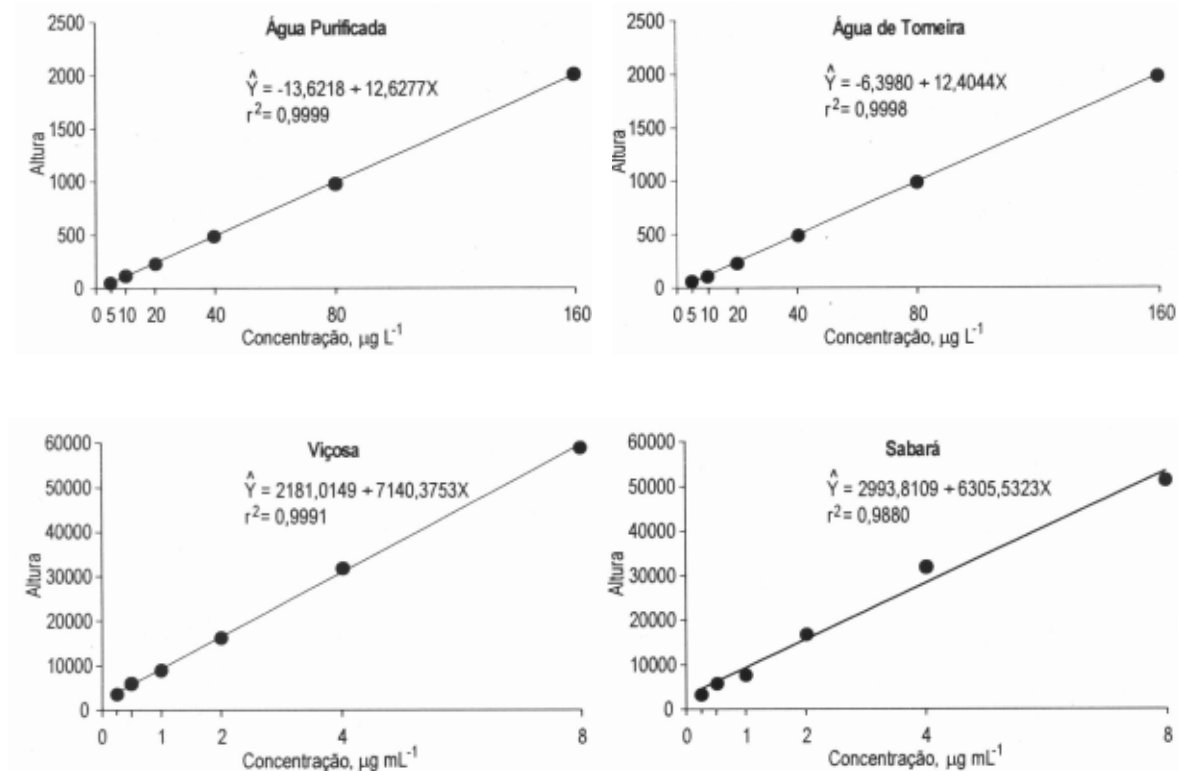 Água Purificada
Ŷ = -13,6218 + 12,6277X
r² = 0,9999
Altura
2500
2000
1500
1000
500
0
0 5 10 20 40 80 160
Concentração, µg L⁻¹
Água de Torneira
Ŷ = -6,3980 + 12,4044X
r² = 0,9998
Altura
2500
2000
1500
1000
500
0
0 5 10 20 40 80 160
Concentração, µg L⁻¹
Viçosa
Ŷ = 2181,0149 + 7140,3753X
r² = 0,9991
Altura
60000
50000
40000
30000
20000
10000
0
0 1 2 4 8
Concentração, µg mL⁻¹
Sabará
Ŷ = 2993,8109 + 6305,5323X
r² = 0,9880
Altura
60000
50000
40000
30000
20000
10000
0
0 1 2 4 8
Concentração, µg mL⁻¹